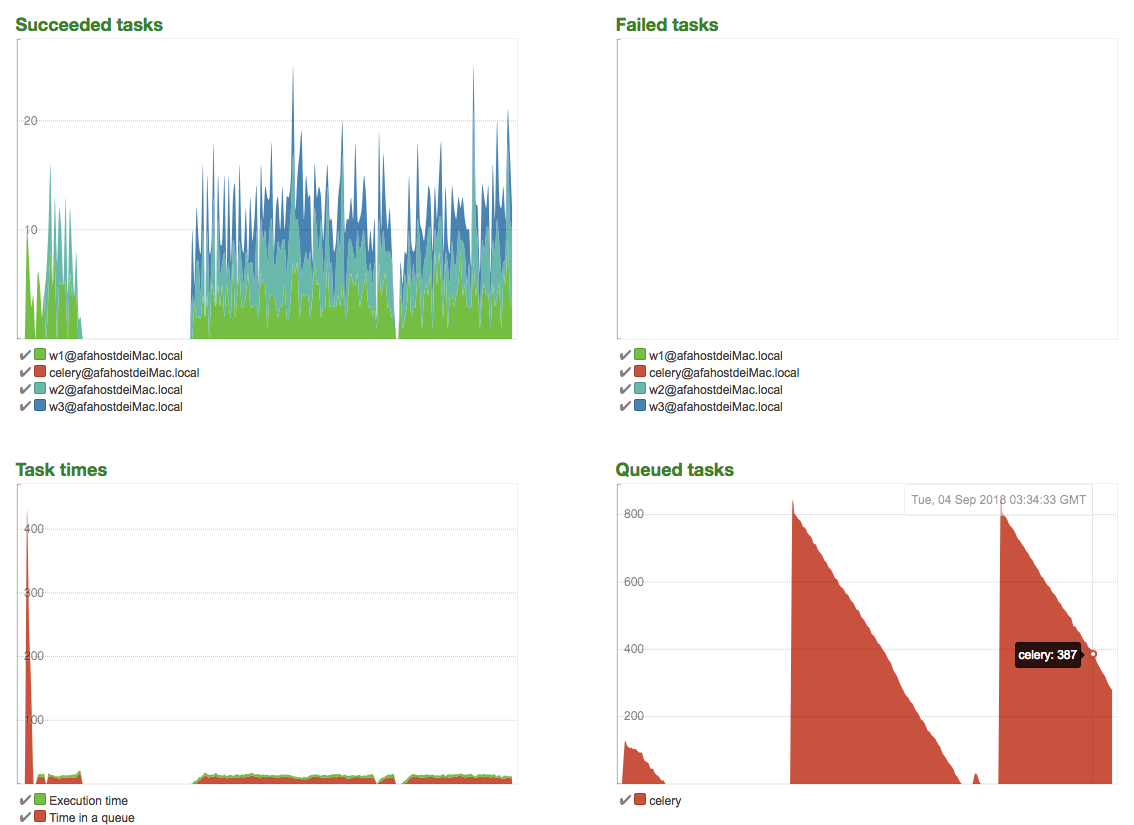 Succeeded tasks
20
10
✔ w1@afahostdeiMac.local
✔ celery@afahostdeiMac.local
✔ w2@afahostdeiMac.local
✔ w3@afahostdeiMac.local
Failed tasks
✔ w1@afahostdeiMac.local
✔ celery@afahostdeiMac.local
✔ w2@afahostdeiMac.local
✔ w3@afahostdeiMac.local
Task times
400
300
200
100
✔ Execution time
✔ Time in a queue
Queued tasks
Tue, 04 Sep 2018 03:34:33 GMT
800
600
400
celery: 387
200
✔ celery